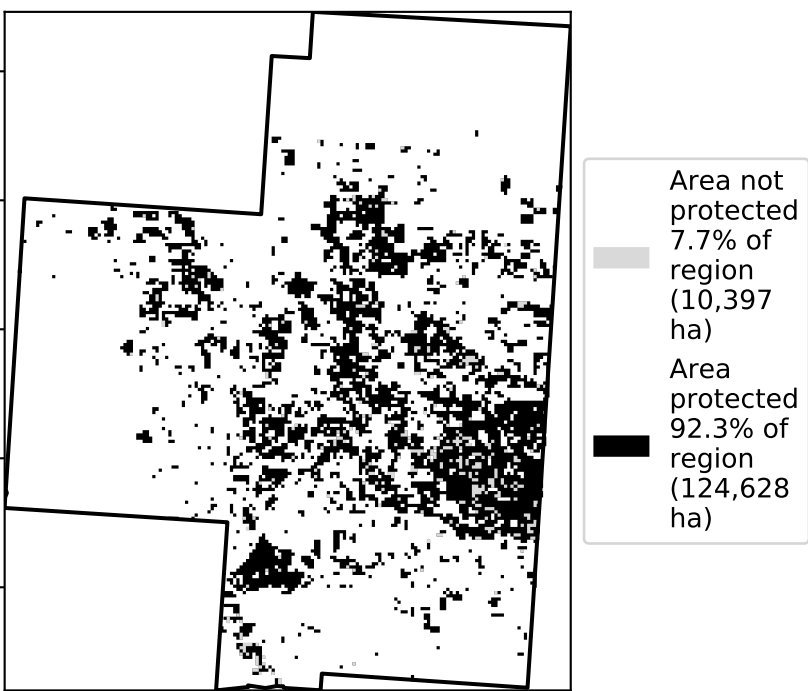 Area not
protected
7.7% of
region
(10,397
ha)
Area
protected
92.3% of
region
(124,628
ha)